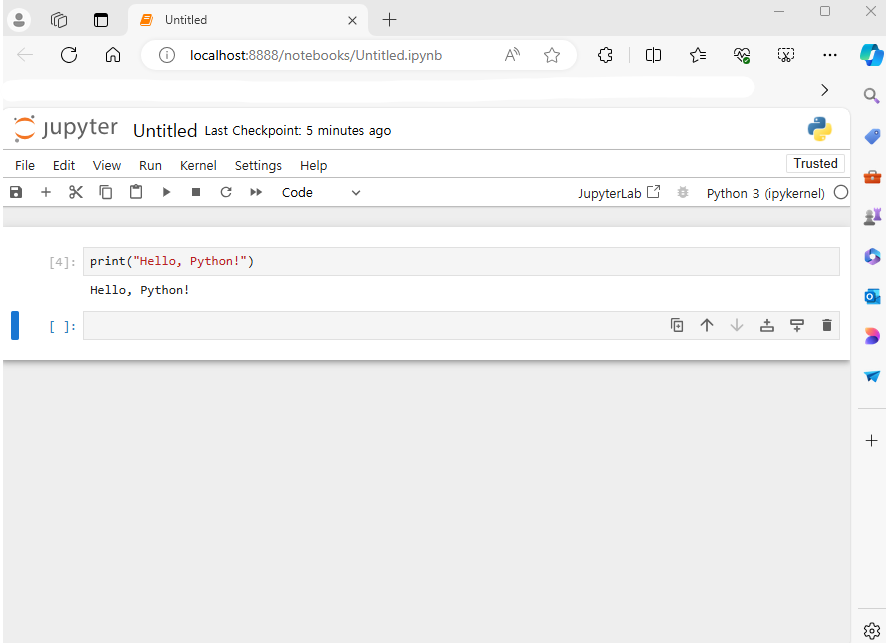 Untitled
localhost:8888/notebooks/Untitled.ipynb
jupyter Untitled Last Checkpoint: 5 minutes ago
File Edit View Run Kernel Settings Help Trusted
Code JupyterLab Python 3 (ipykernel)
[4]: print("Hello, Python!")
Hello, Python!
[ ]: